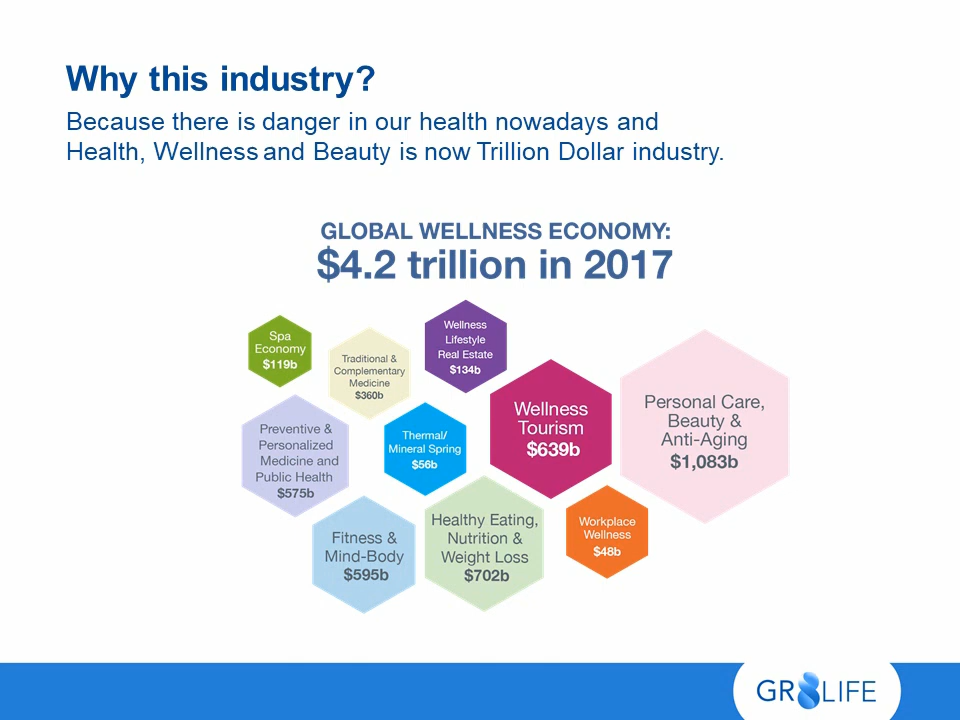 Why this industry?
Because there is danger in our health nowadays and
Health, Wellness and Beauty is now Trillion Dollar industry.
GLOBAL WELLNESS ECONOMY:
$4.2 trillion in 2017
Spa
Economy
$119b
Traditional &
Complementary
Medicine
$360b
Wellness
Lifestyle
Real Estate
$134b
Wellness
Tourism
$639b
Personal Care,
Beauty &
Anti-Aging
$1,083b
Preventive &
Personalized
Medicine and
Public Health
$575b
Thermal/
Mineral Spring
$56b
Fitness &
Mind-Body
$595b
Healthy Eating,
Nutrition &
Weight Loss
$702b
Workplace
Wellness
$48b
GR8LIFE